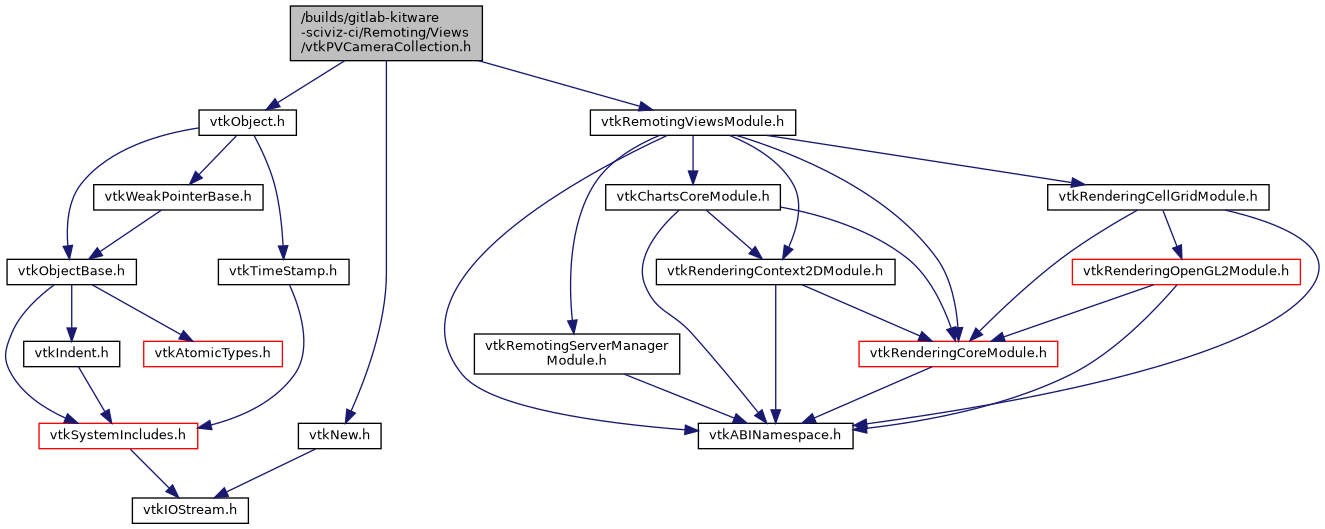 /builds/gitlab-kitware
-sciviz-ci/Remoting/Views
/vtkPVCameraCollection.h
vtkObject.h
vtkRemotingViewsModule.h
vtkWeakPointerBase.h
vtkChartsCoreModule.h
vtkRenderingCellGridModule.h
vtkObjectBase.h
vtkTimeStamp.h
vtkRenderingContext2DModule.h
vtkRenderingOpenGL2Module.h
vtkIndent.h
vtkAtomicTypes.h
vtkRemotingServerManager
Module.h
vtkRenderingCoreModule.h
vtkSystemIncludes.h
vtkNew.h
vtkABINamespace.h
vtkIOStream.h